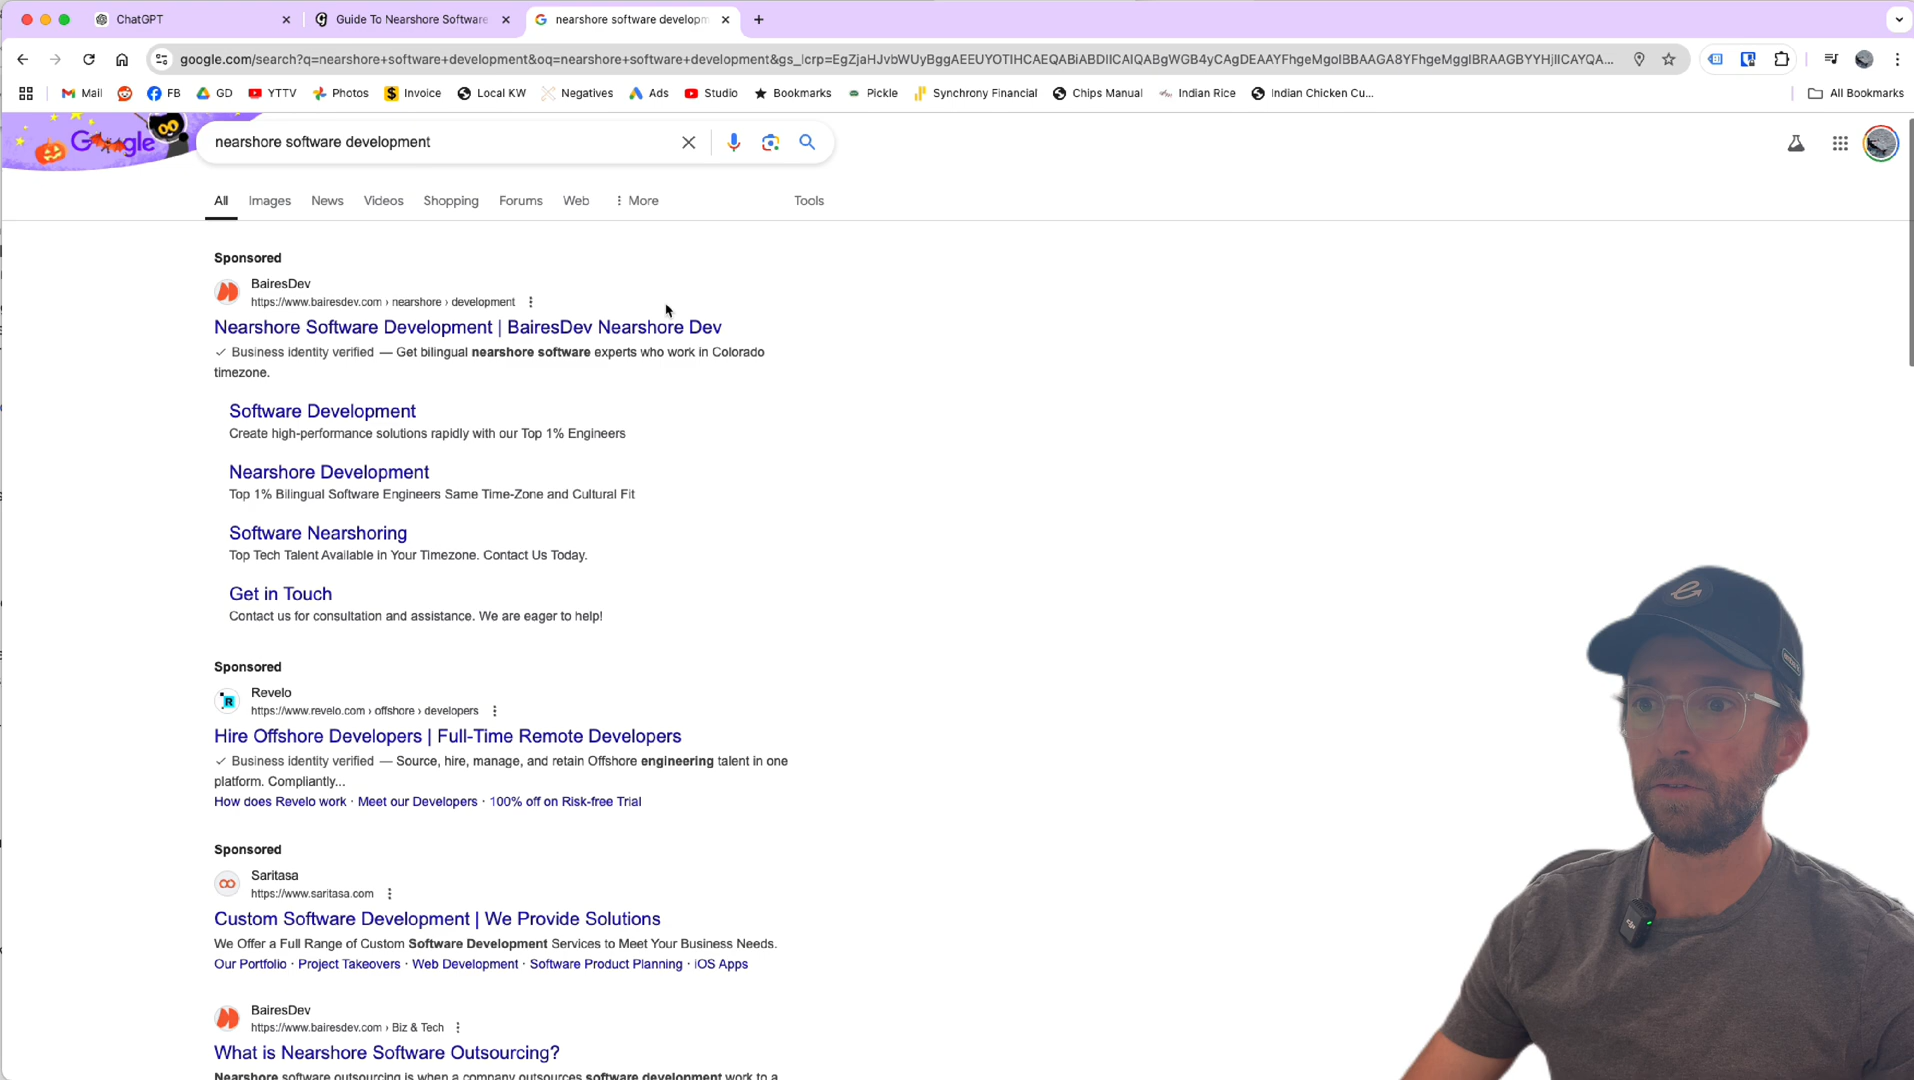 ChatGPT
Guide To Nearshore Software
nearshore software developm
google.com/search?q=nearshore+software+development&oq=nearshore+software+development&gs_lcrp=EgZjaHJvbWUyBggAEEUYOTIHCAEQABiABDIICAIQABgWGB4yCAgDEAAYFhgeMgoIBBAAGA8YFhgeMggIBRAAGBYYHjIICAYQA...
Mail
FB
GD
YTTV
Photos
Invoice
Local KW
Negatives
Ads
Studio
Bookmarks
Pickle
Synchrony Financial
Chips Manual
Indian Rice
Indian Chicken Cu...
All Bookmarks
Google
nearshore software development
All
Images
News
Videos
Shopping
Forums
Web
More
Tools
Sponsored
BairesDev
https://www.bairesdev.com › nearshore › development
Nearshore Software Development | BairesDev Nearshore Dev
Business identity verified — Get bilingual nearshore software experts who work in Colorado
timezone.
Software Development
Create high-performance solutions rapidly with our Top 1% Engineers
Nearshore Development
Top 1% Bilingual Software Engineers Same Time-Zone and Cultural Fit
Software Nearshoring
Top Tech Talent Available in Your Timezone. Contact Us Today.
Get in Touch
Contact us for consultation and assistance. We are eager to help!
Sponsored
R
Revelo
https://www.revelo.com › offshore › developers
Hire Offshore Developers | Full-Time Remote Developers
Business identity verified — Source, hire, manage, and retain Offshore engineering talent in one
platform. Compliantly...
How does Revelo work · Meet our Developers · 100% off on Risk-free Trial
Sponsored
Saritasa
https://www.saritasa.com
Custom Software Development | We Provide Solutions
We Offer a Full Range of Custom Software Development Services to Meet Your Business Needs.
Our Portfolio · Project Takeovers · Web Development · Software Product Planning · iOS Apps
BairesDev
https://www.bairesdev.com › Biz & Tech
What is Nearshore Software Outsourcing?
Nearshore software outsourcing is when a company outsources software development work to a